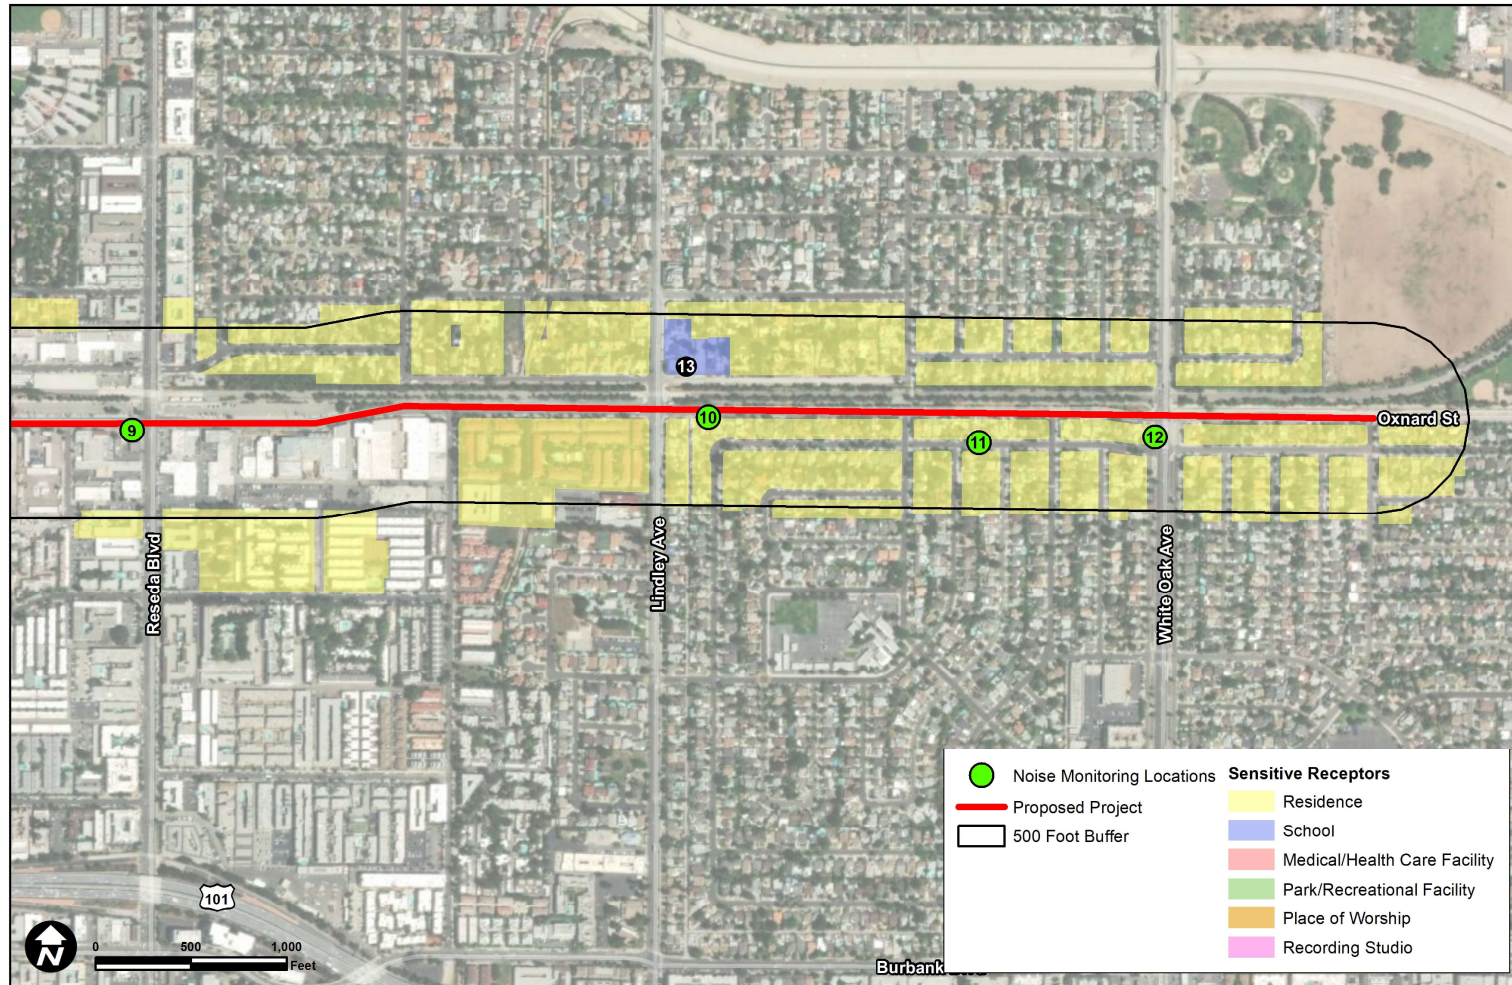 13
9
10
11
12
Oxnard St
Reseda Blvd
Lindley Ave
White Oak Ave
101
N
0 500 1,000
Feet
Burbank
Noise Monitoring Locations
Proposed Project
500 Foot Buffer
Sensitive Receptors
Residence
School
Medical/Health Care Facility
Park/Recreational Facility
Place of Worship
Recording Studio